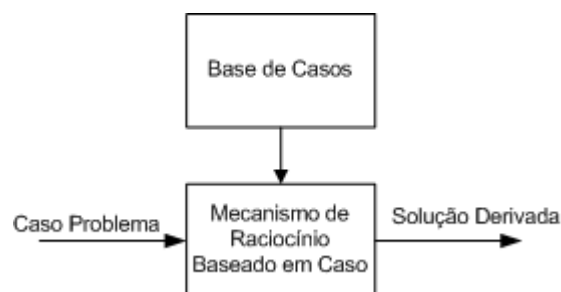 Base de Casos
Caso Problema
Mecanismo de
Raciocínio
Baseado em Caso
Solução Derivada